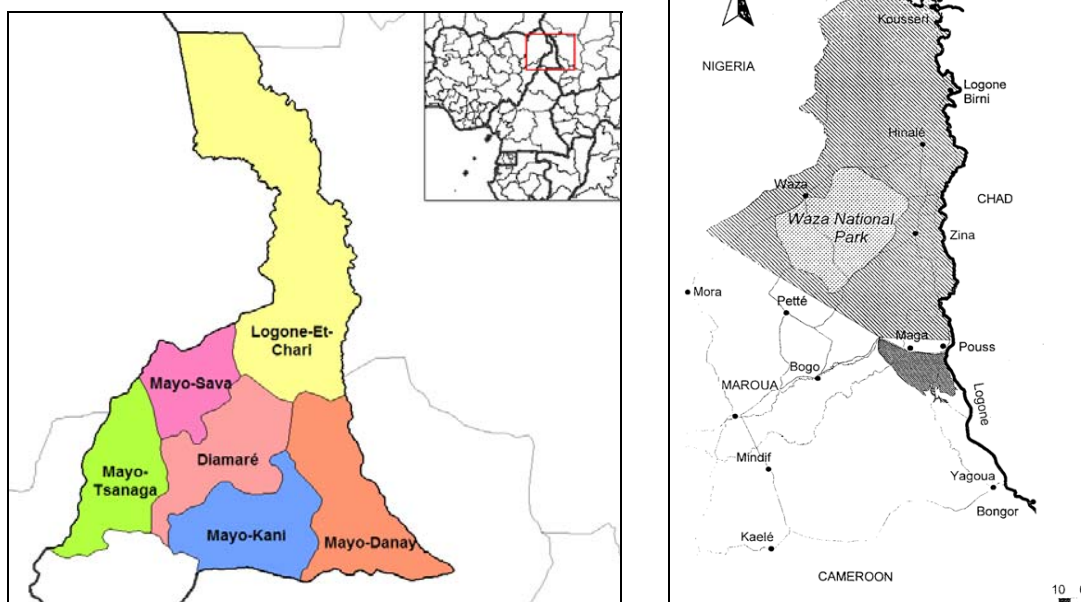 Logone-Et-
Chari
Mayo-Sava
Diamaré
Mayo-
Tsanaga
Mayo-Kani
Mayo-Danay
Kousseri
NIGERIA
Logone
Birni
Hinalé
Waza
CHAD
Waza National
Park
Zina
Mora
Petté
Maga
Pouss
Bogo
MAROUA
Logone
Mindif
Yagoua
Bongor
Kaelé
CAMEROON
10